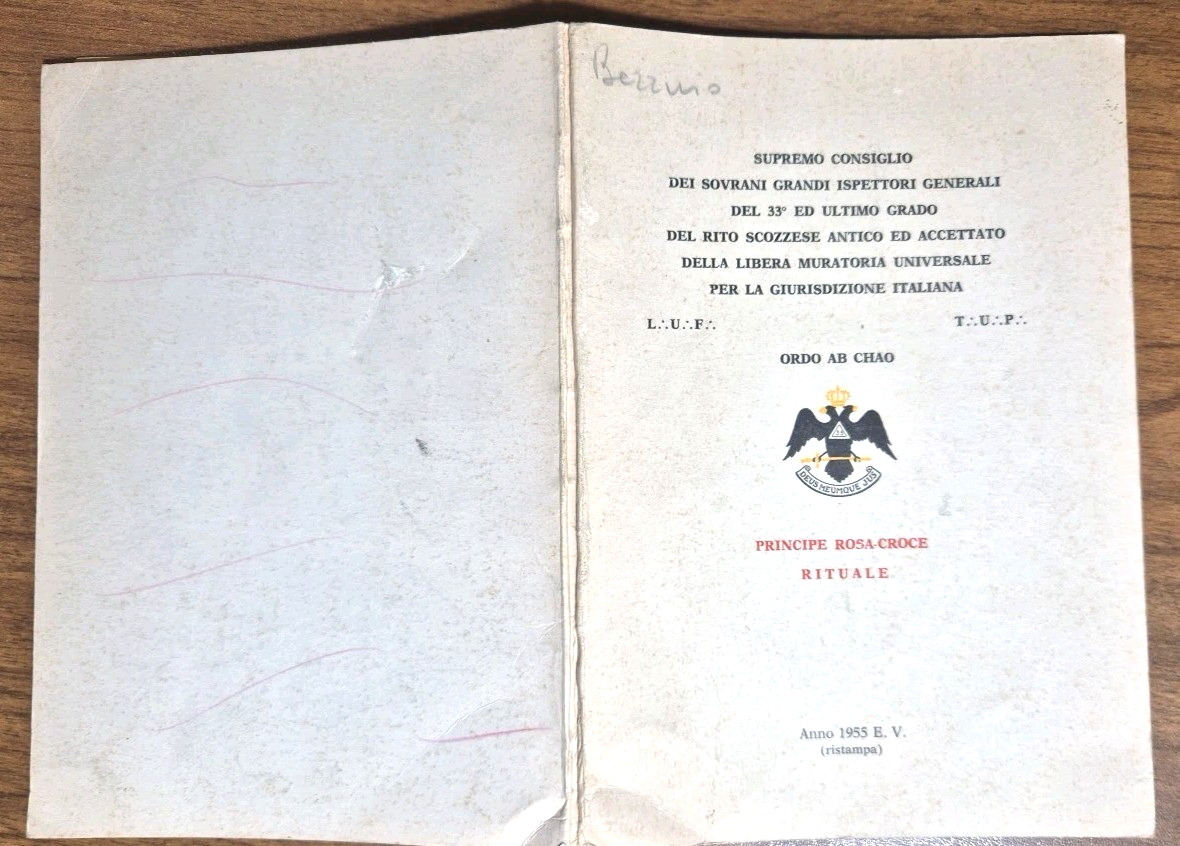 SUPREMO CONSIGLIO
DEI SOVRANI GRANDI ISPETTORI GENERALI
DEL 33° ED ULTIMO GRADO
DEL RITO SCOZZESE ANTICO ED ACCETTATO
DELLA LIBERA MURATORIA UNIVERSALE
PER LA GIURISDIZIONE ITALIANA
L∴U∴F∴ T∴U∴P∴
ORDO AB CHAO
33
DEUS MEUMQUE JUS
PRINCIPE ROSA-CROCE
RITUALE
Anno 1955 E. V.
(ristampa)